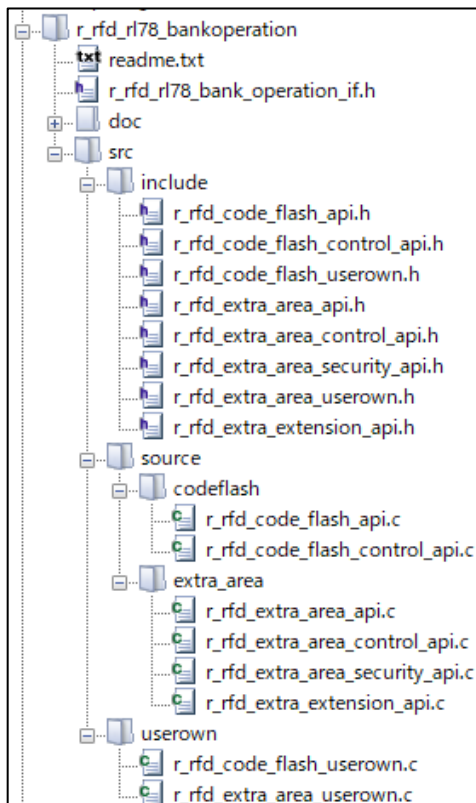 r_rfd_rl78_bankoperation
txt readme.txt
h r_rfd_rl78_bank_operation_if.h
doc
src
include
h r_rfd_code_flash_api.h
h r_rfd_code_flash_control_api.h
h r_rfd_code_flash_userown.h
h r_rfd_extra_area_api.h
h r_rfd_extra_area_control_api.h
h r_rfd_extra_area_security_api.h
h r_rfd_extra_area_userown.h
h r_rfd_extra_extension_api.h
source
codeflash
c r_rfd_code_flash_api.c
c r_rfd_code_flash_control_api.c
extra_area
c r_rfd_extra_area_api.c
c r_rfd_extra_area_control_api.c
c r_rfd_extra_area_security_api.c
c r_rfd_extra_extension_api.c
userown
c r_rfd_code_flash_userown.c
c r_rfd_extra_area_userown.c